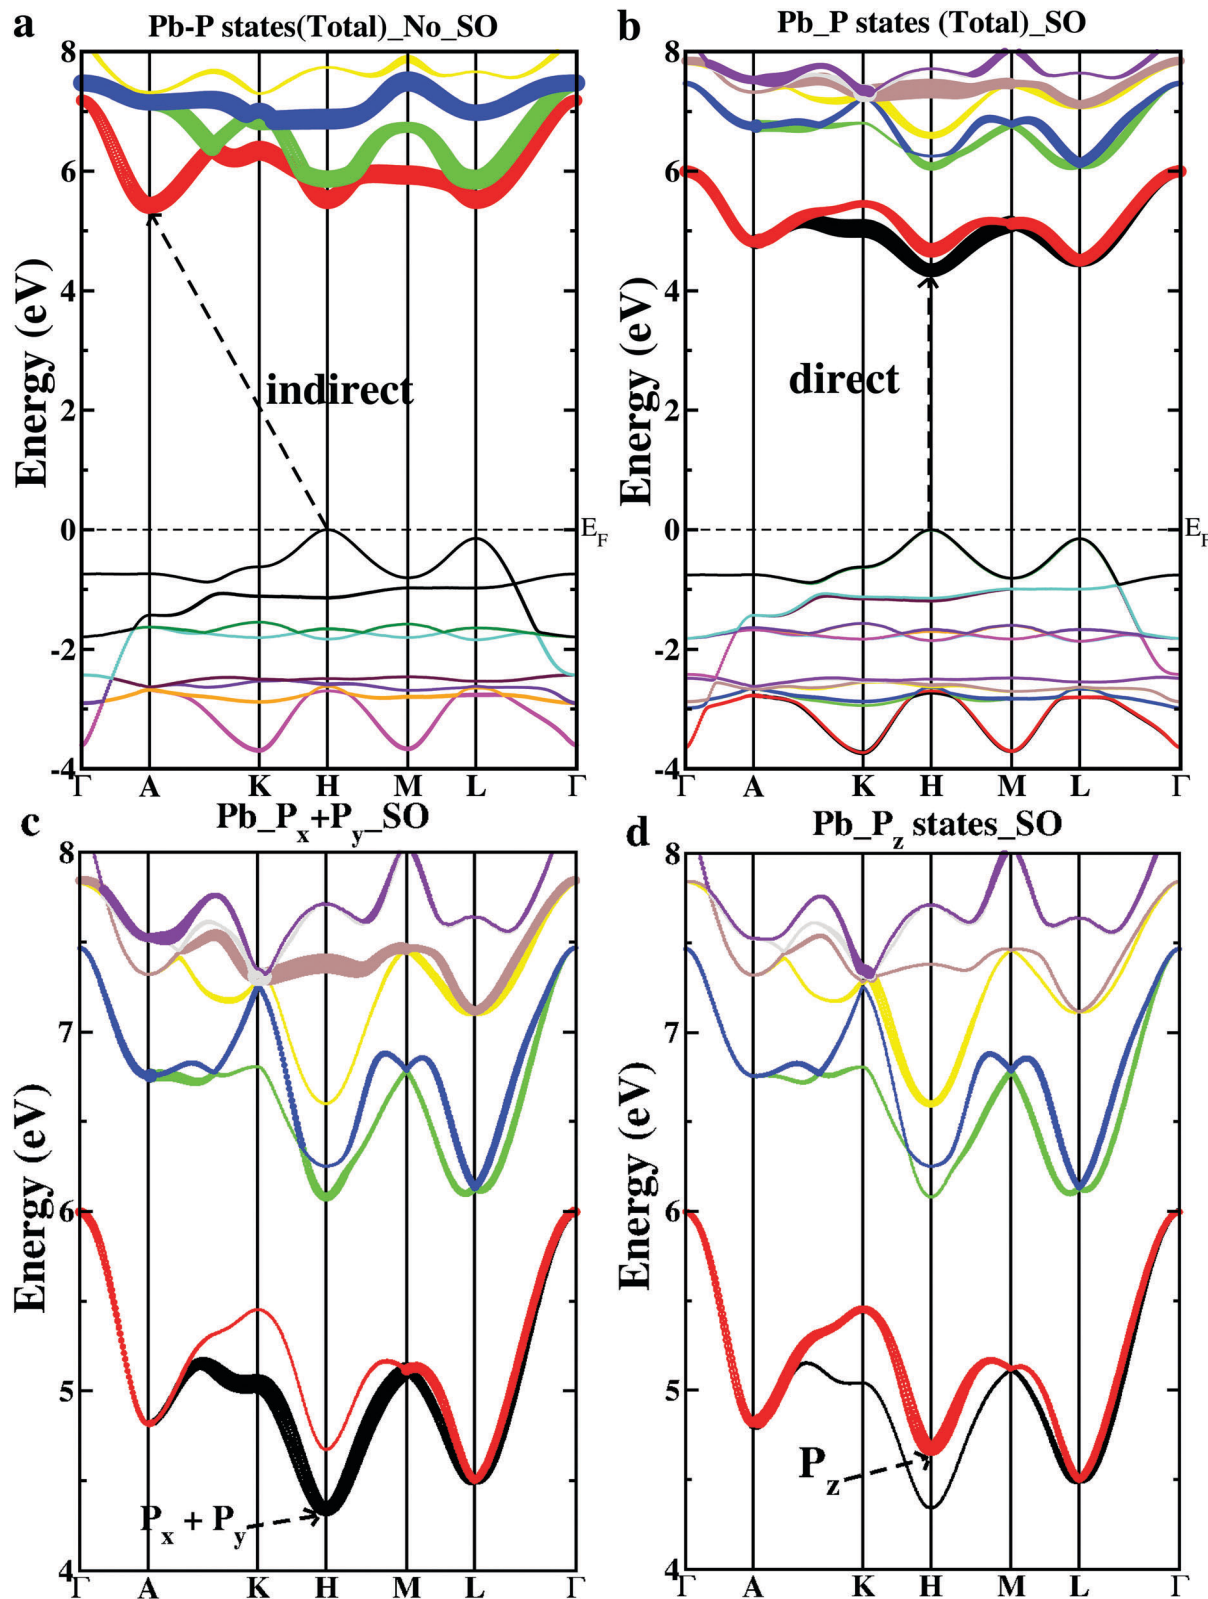 a
Pb-P states(Total)_No_SO
8
6
4
2
0
-2
-4
Energy (eV)
indirect
E_F
Γ A K H M L Γ
b
Pb_P states (Total)_SO
8
6
4
2
0
-2
-4
Energy (eV)
direct
E_F
Γ A K H M L Γ
c
Pb_P_x+P_y_SO
8
7
6
5
4
Energy (eV)
P_x + P_y
Γ A K H M L Γ
d
Pb_P_z states_SO
8
7
6
5
4
Energy (eV)
P_z
Γ A K H M L Γ